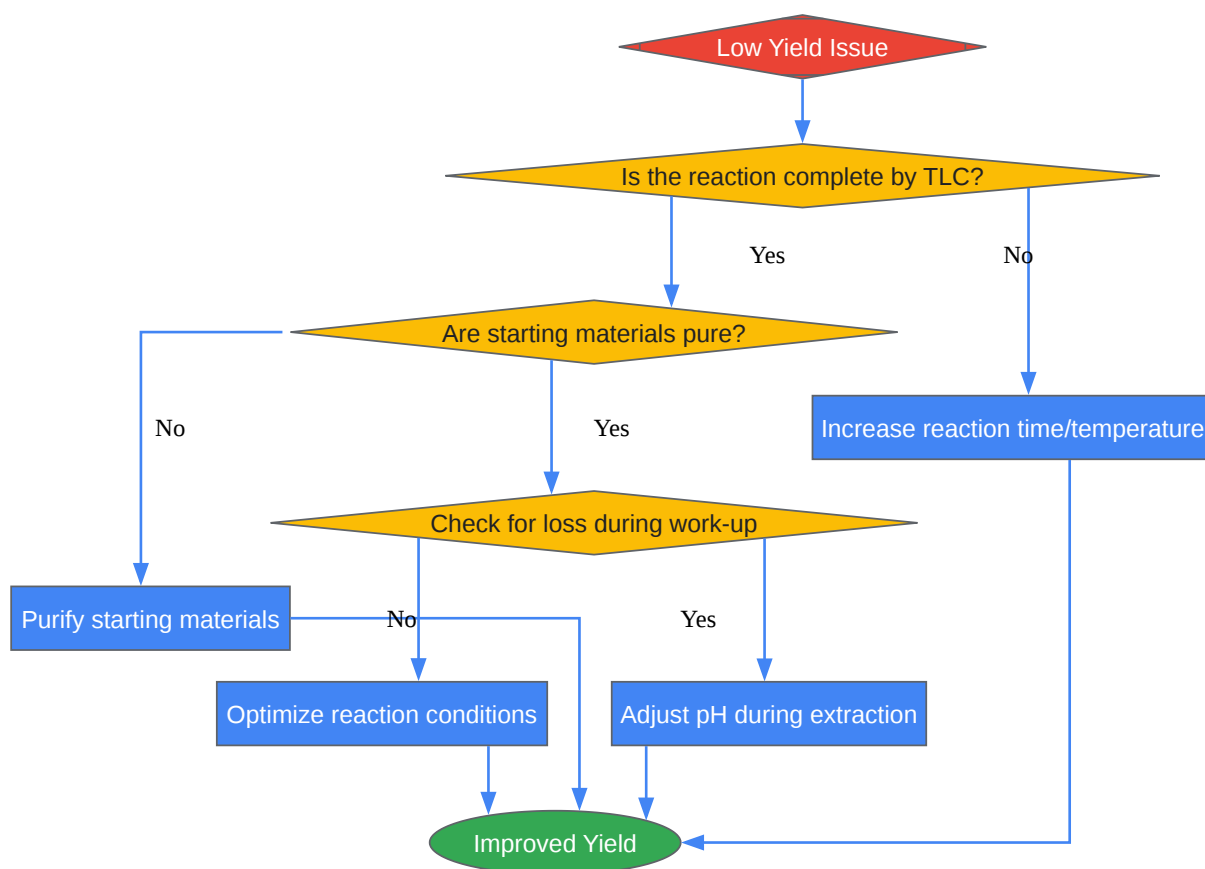 Low Yield Issue
Is the reaction complete by TLC?
Yes
No
Are starting materials pure?
No
Yes
Increase reaction time/temperature
Check for loss during work-up
Purify starting materials
No
Yes
Optimize reaction conditions
Adjust pH during extraction
Improved Yield